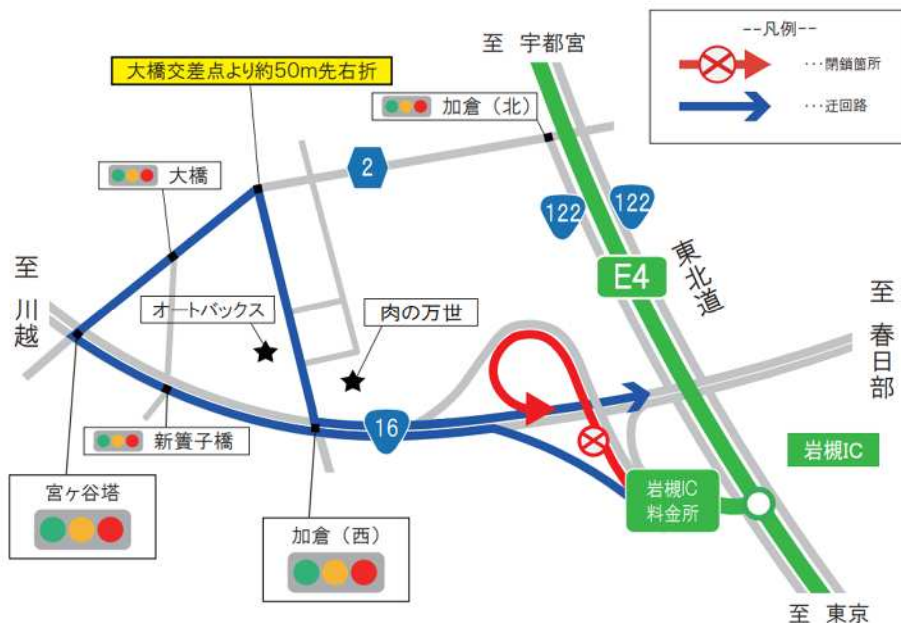 --凡例--
・・・閉鎖箇所
・・・迂回路
至 宇都宮
大橋交差点より約50m先右折
加倉（北）
2
大橋
122
122
E4
東北道
至 川越
オートバックス
肉の万世
至 春日部
16
新簀子橋
岩槻IC
宮ヶ谷塔
岩槻IC
料金所
加倉（西）
至 東京